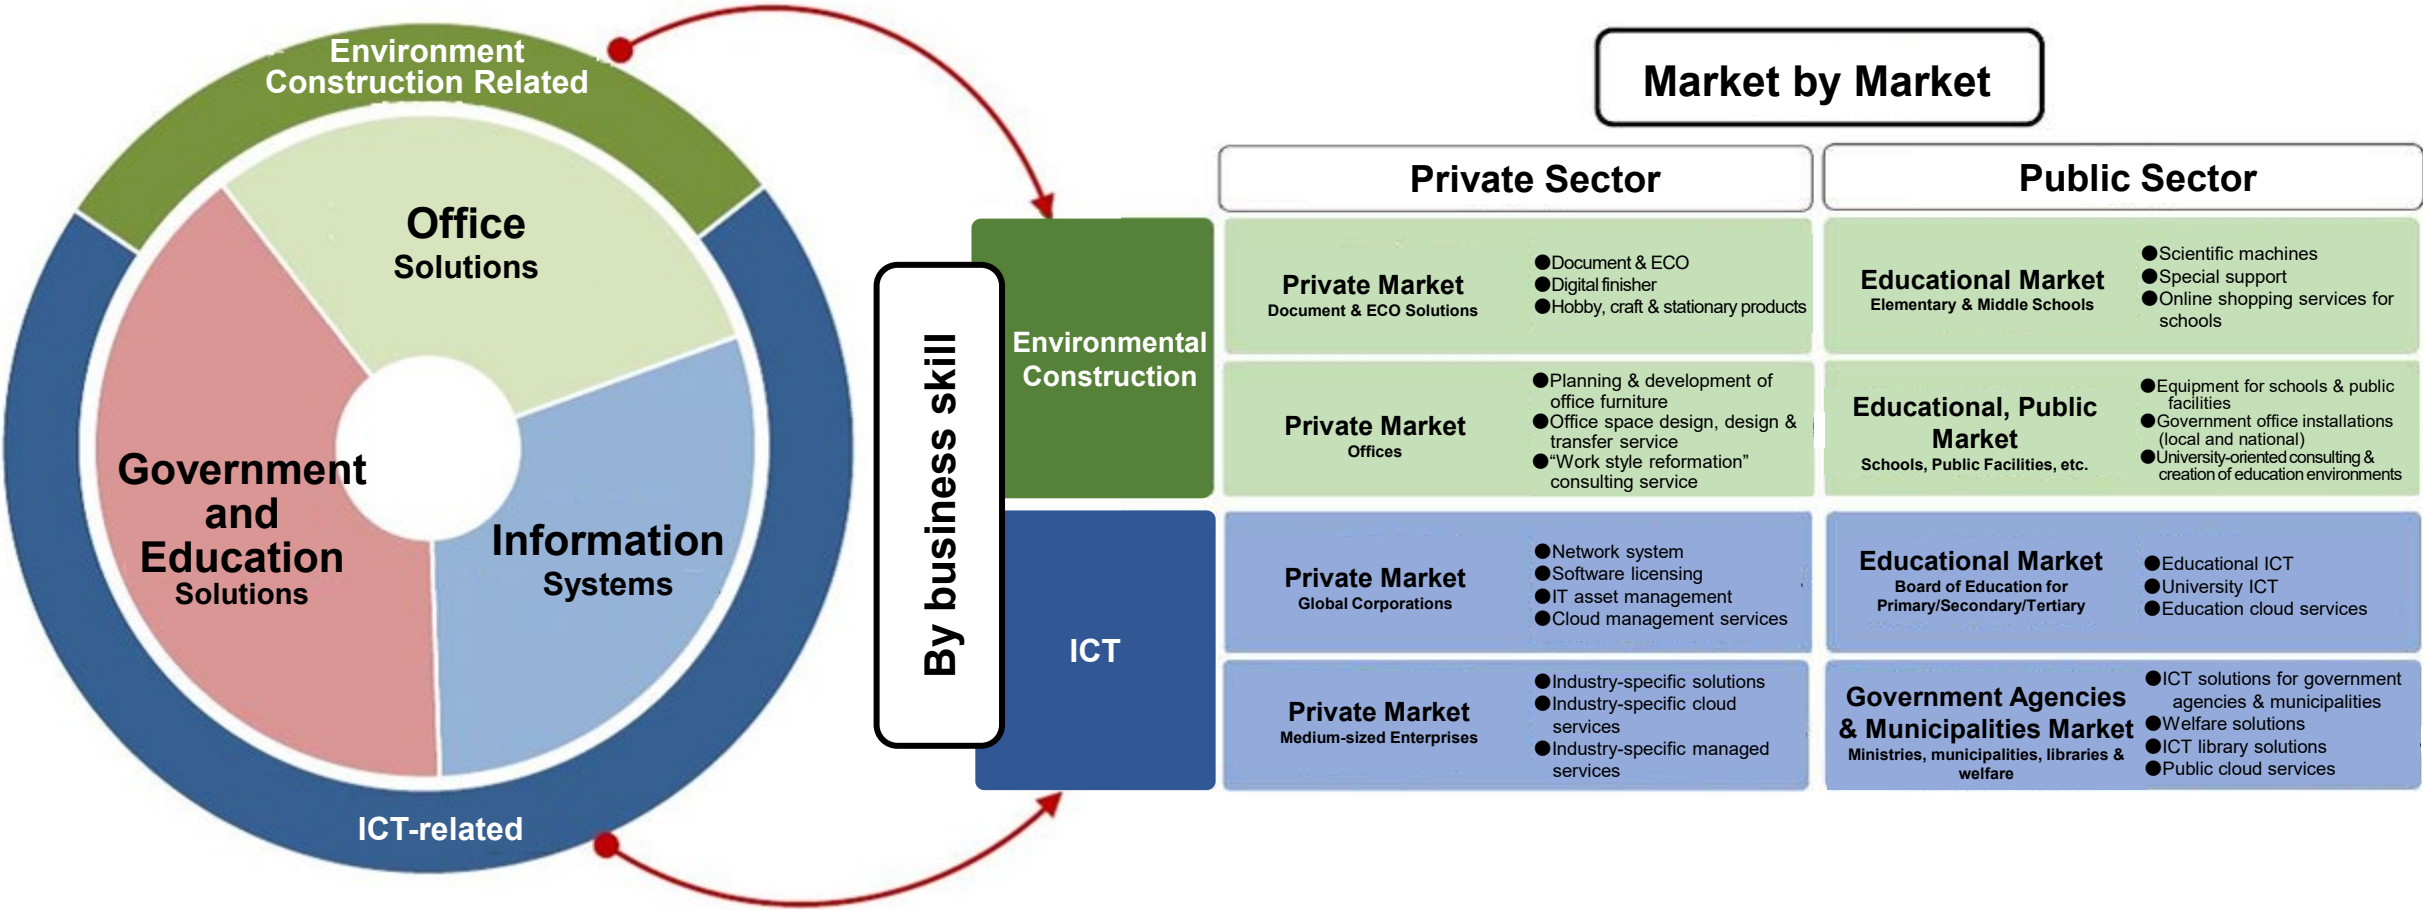 Environment
Construction Related
Office
Solutions
Government
and
Education
Solutions
Information
Systems
ICT-related
Market by Market
Private Sector
Public Sector
By business skill
Environmental
Construction
Private Market
Document & ECO Solutions
●Document & ECO
●Digital finisher
●Hobby, craft & stationary products
Educational Market
Elementary & Middle Schools
●Scientific machines
●Special support
●Online shopping services for
schools
Private Market
Offices
●Planning & development of
office furniture
●Office space design, design &
transfer service
●“Work style reformation”
consulting service
Educational, Public
Market
Schools, Public Facilities, etc.
●Equipment for schools & public
facilities
●Government office installations
(local and national)
●University-oriented consulting &
creation of education environments
ICT
Private Market
Global Corporations
●Network system
●Software licensing
●IT asset management
●Cloud management services
Educational Market
Board of Education for
Primary/Secondary/Tertiary
●Educational ICT
●University ICT
●Education cloud services
Private Market
Medium-sized Enterprises
●Industry-specific solutions
●Industry-specific cloud
services
●Industry-specific managed
services
Government Agencies
& Municipalities Market
Ministries, municipalities, libraries &
welfare
●ICT solutions for government
agencies & municipalities
●Welfare solutions
●ICT library solutions
●Public cloud services